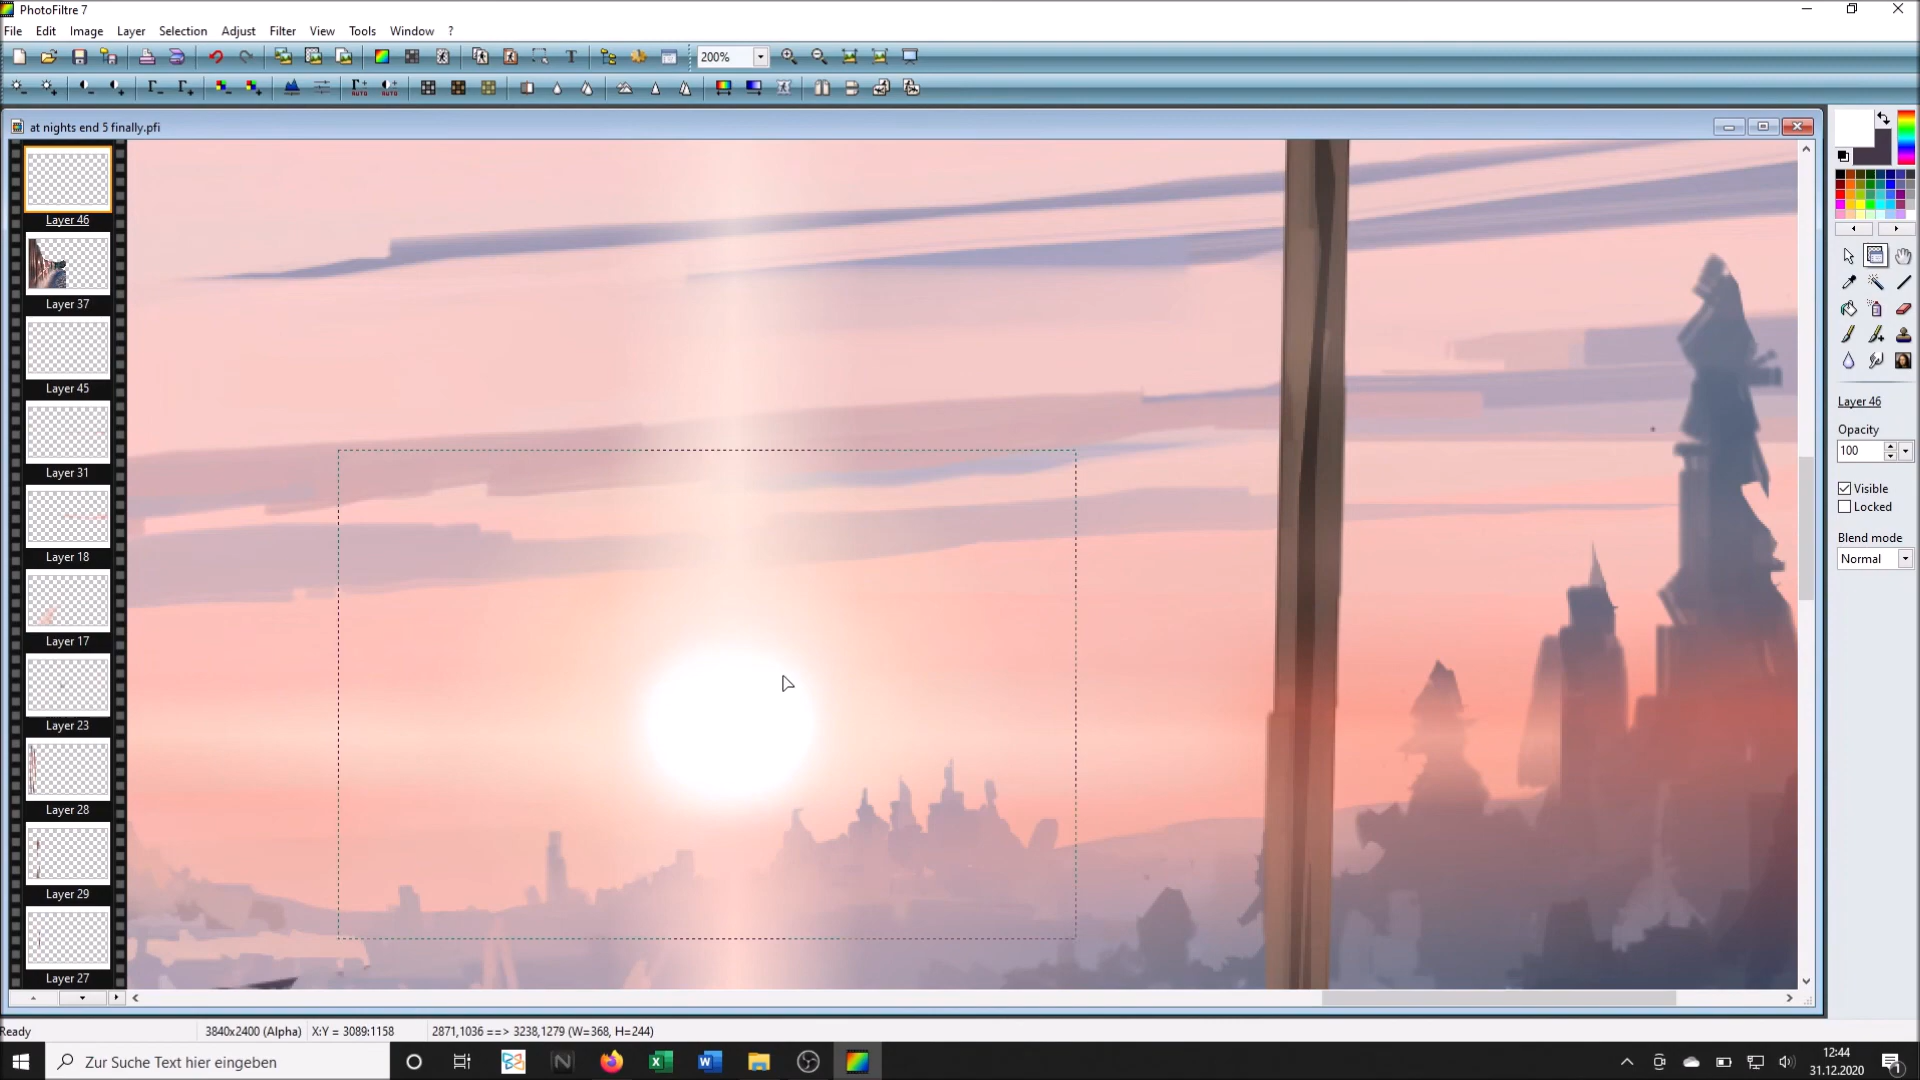 PhotoFiltre 7
File Edit Image Layer Selection Adjust Filter View Tools Window ?
200%
AUTO AUTO
at nights end 5 finally.pfi
Layer 46
Layer 37
Layer 45
Layer 31
Layer 18
Layer 17
Layer 23
Layer 28
Layer 29
Layer 27
Layer 46
Opacity
100
Visible
Locked
Blend mode
Normal
Ready 3840x2400 (Alpha) X:Y = 3089:1158 2871,1036 ==> 3238,1279 (W=368, H=244)
Zur Suche Text hier eingeben
12:44
31.12.2020
1